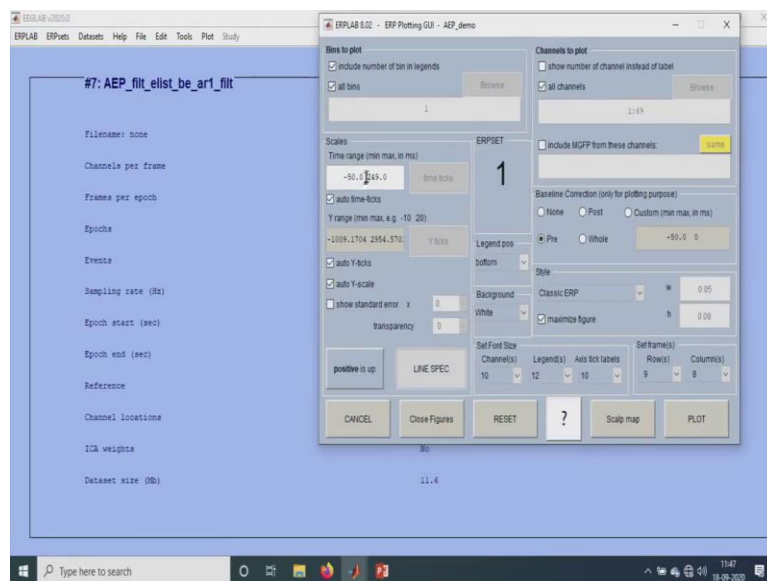 EEGLAB v2020.0
ERPLAB ERPsets Datasets Help File Edit Tools Plot Study
#7: AEP_filt_elist_be_ar1_filt
Filename: none
Channels per frame
Frames per epoch
Epochs
Events
Sampling rate (Hz)
Epoch start (sec)
Epoch end (sec)
Reference
Channel locations
ICA weights No
Dataset size (Mb) 11.6
ERPLAB 8.02 - ERP Plotting GUI - AEP_demo
Bins to plot
include number of bin in legends
all bins Browse
1
Channels to plot
show number of channel instead of label
all channels Browse
1:69
include MGFP from these channels: same
Scales
Time range (min max, in ms)
-50.0 249.0 time ticks
auto time-ticks
Y range (min max, e.g. -10 20)
-1009.1704 2954.570 Y ticks
auto Y-ticks
auto Y-scale
show standard error x 0
transparency 0
positive is up LINE SPEC
ERPSET
1
Legend pos
bottom
Background
White
Baseline Correction (only for plotting purpose)
None Post Custom (min max, in ms)
Pre Whole -50.0 0
Style
Classic ERP w 0.05
maximize figure h 0.08
Set Font Size
Channel(s) Legend(s) Axis tick labels
10 12 10
Set frame(s)
Row(s) Column(s)
9 8
CANCEL Close Figures RESET ? Scalp map PLOT
Type here to search
11:47
18-09-2020